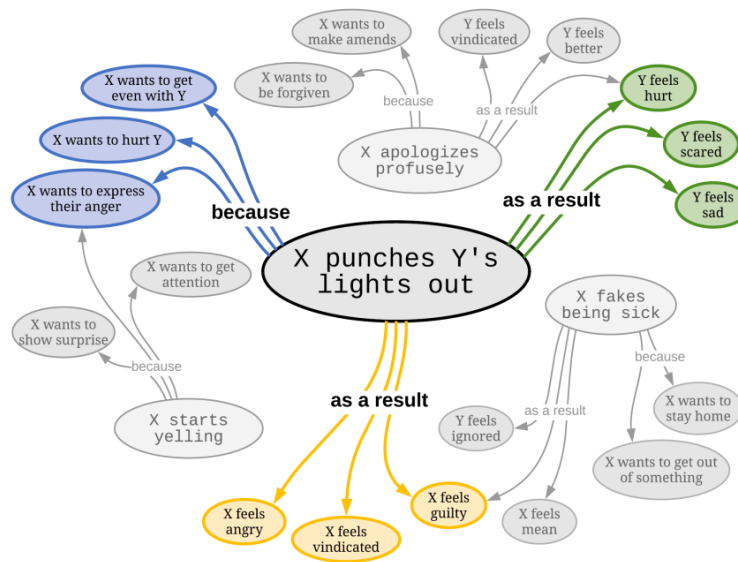 X wants to
make amends
Y feels
vindicated
Y feels
better
X wants to
be forgiven
because
as a result
X apologizes
profusely
X wants to get
even with Y
X wants to hurt Y
X wants to express
their anger
because
Y feels
hurt
Y feels
scared
Y feels
sad
as a result
X punches Y's
lights out
X wants to get
attention
X wants to
show surprise
because
X starts
yelling
X fakes
being sick
because
as a result
X wants to
stay home
X wants to get out
of something
Y feels
ignored
X feels
mean
as a result
X feels
angry
X feels
vindicated
X feels
guilty